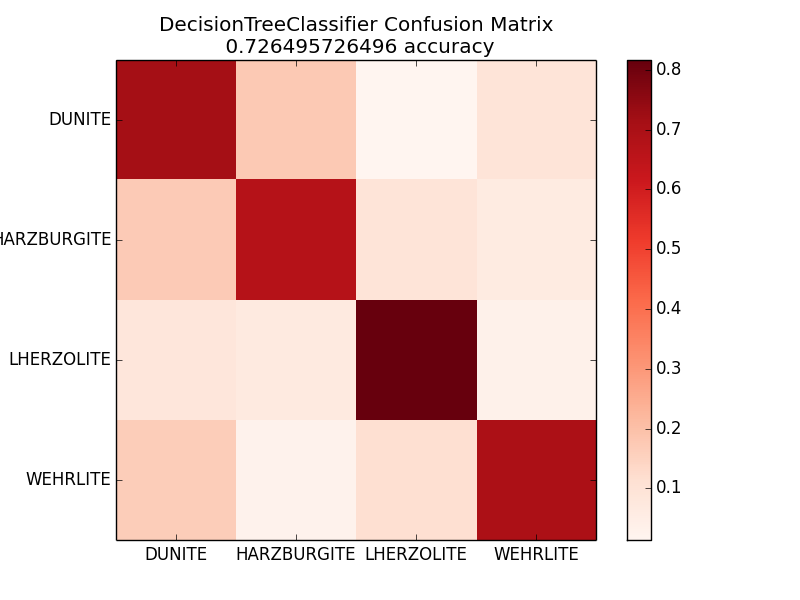 DecisionTreeClassifier Confusion Matrix
0.726495726496 accuracy
DUNITE
HARZBURGITE
LHERZOLITE
WEHRLITE
DUNITE HARZBURGITE LHERZOLITE WEHRLITE
0.8
0.7
0.6
0.5
0.4
0.3
0.2
0.1